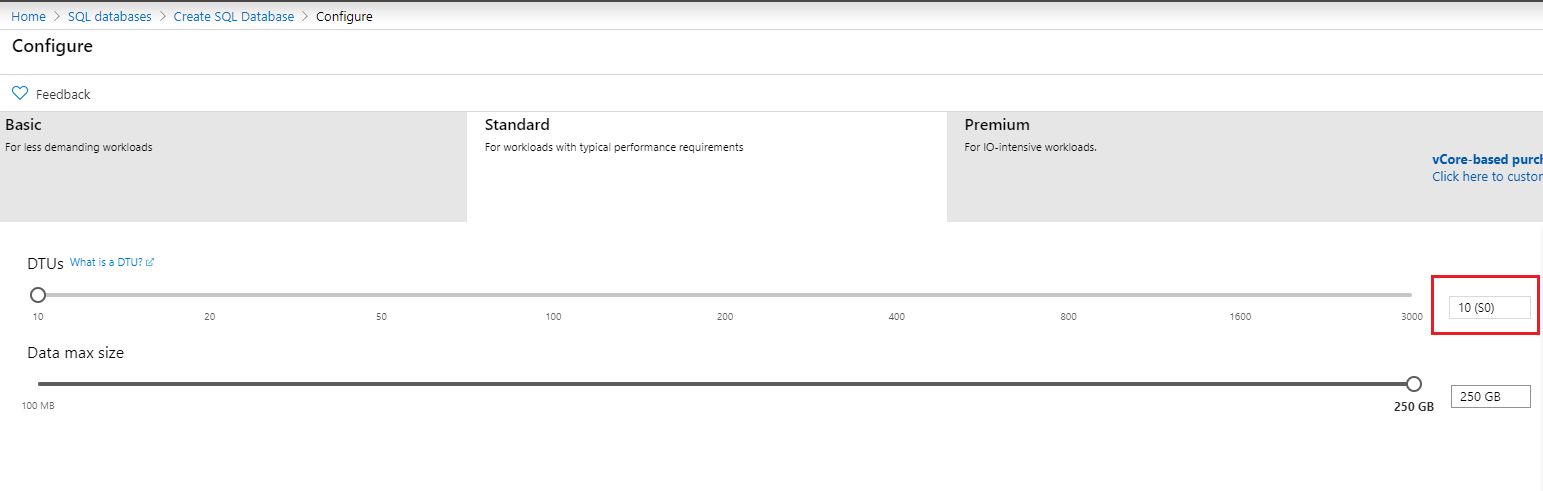 Home > SQL databases > Create SQL Database > Configure
Configure
Feedback
Basic
For less demanding workloads
Standard
For workloads with typical performance requirements
Premium
For IO-intensive workloads.
vCore-based purch
Click here to custor
DTUs What is a DTU?
10 20 50 100 200 400 800 1600 3000
10 (S0)
Data max size
100 MB
250 GB
250 GB